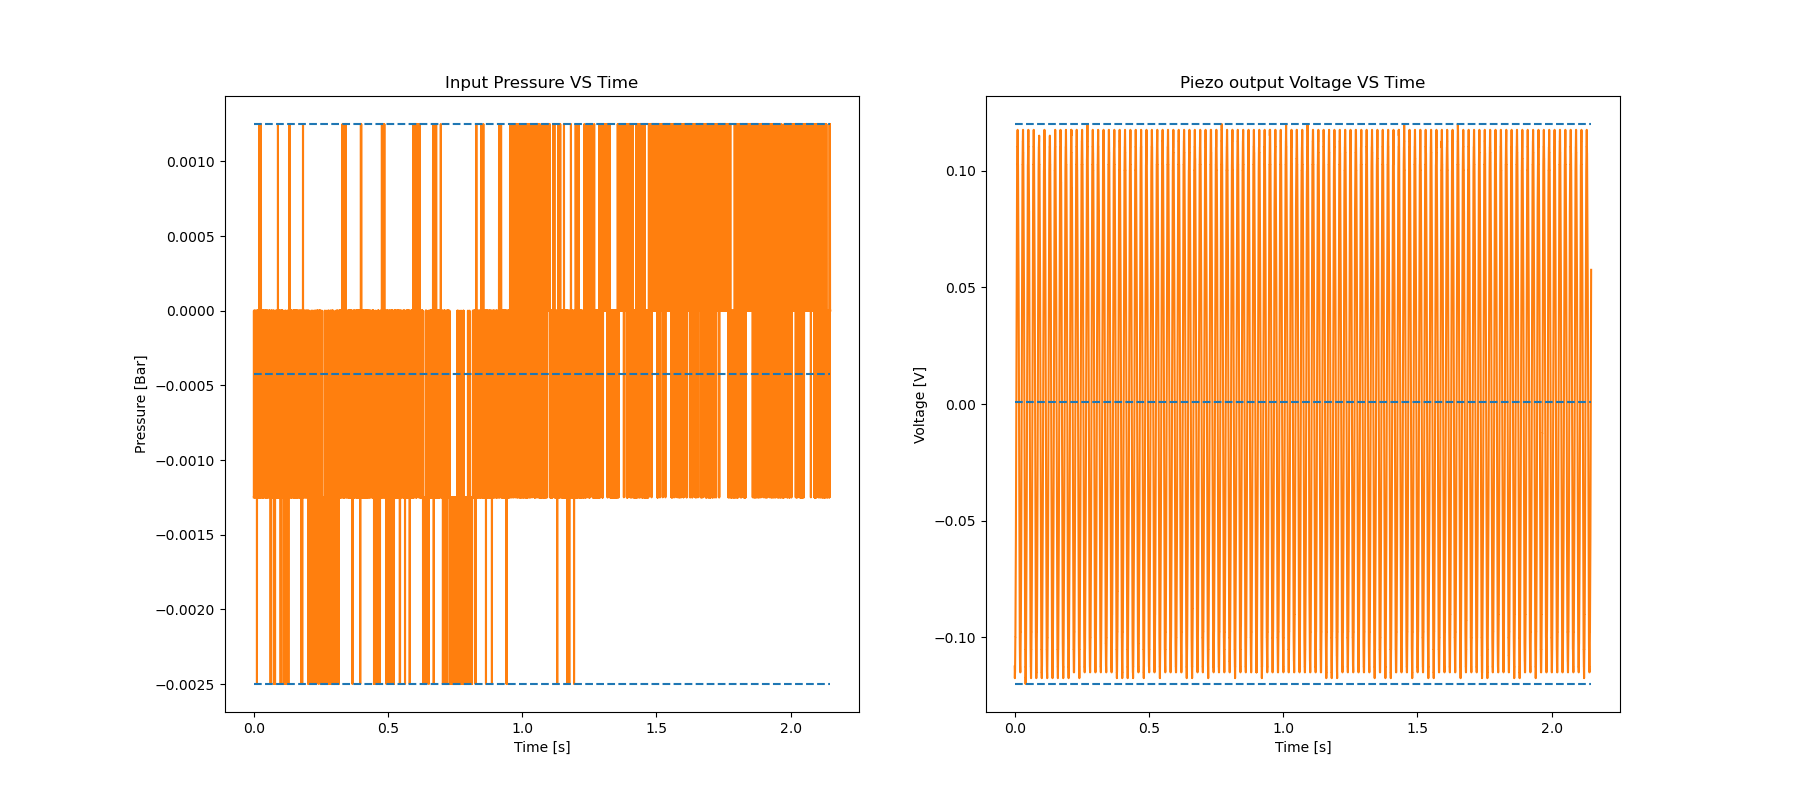 Input Pressure VS Time
Pressure [Bar]
0.0010
0.0005
0.0000
−0.0005
−0.0010
−0.0015
−0.0020
−0.0025
0.0 0.5 1.0 1.5 2.0
Time [s]
Piezo output Voltage VS Time
Voltage [V]
0.10
0.05
0.00
−0.05
−0.10
0.0 0.5 1.0 1.5 2.0
Time [s]